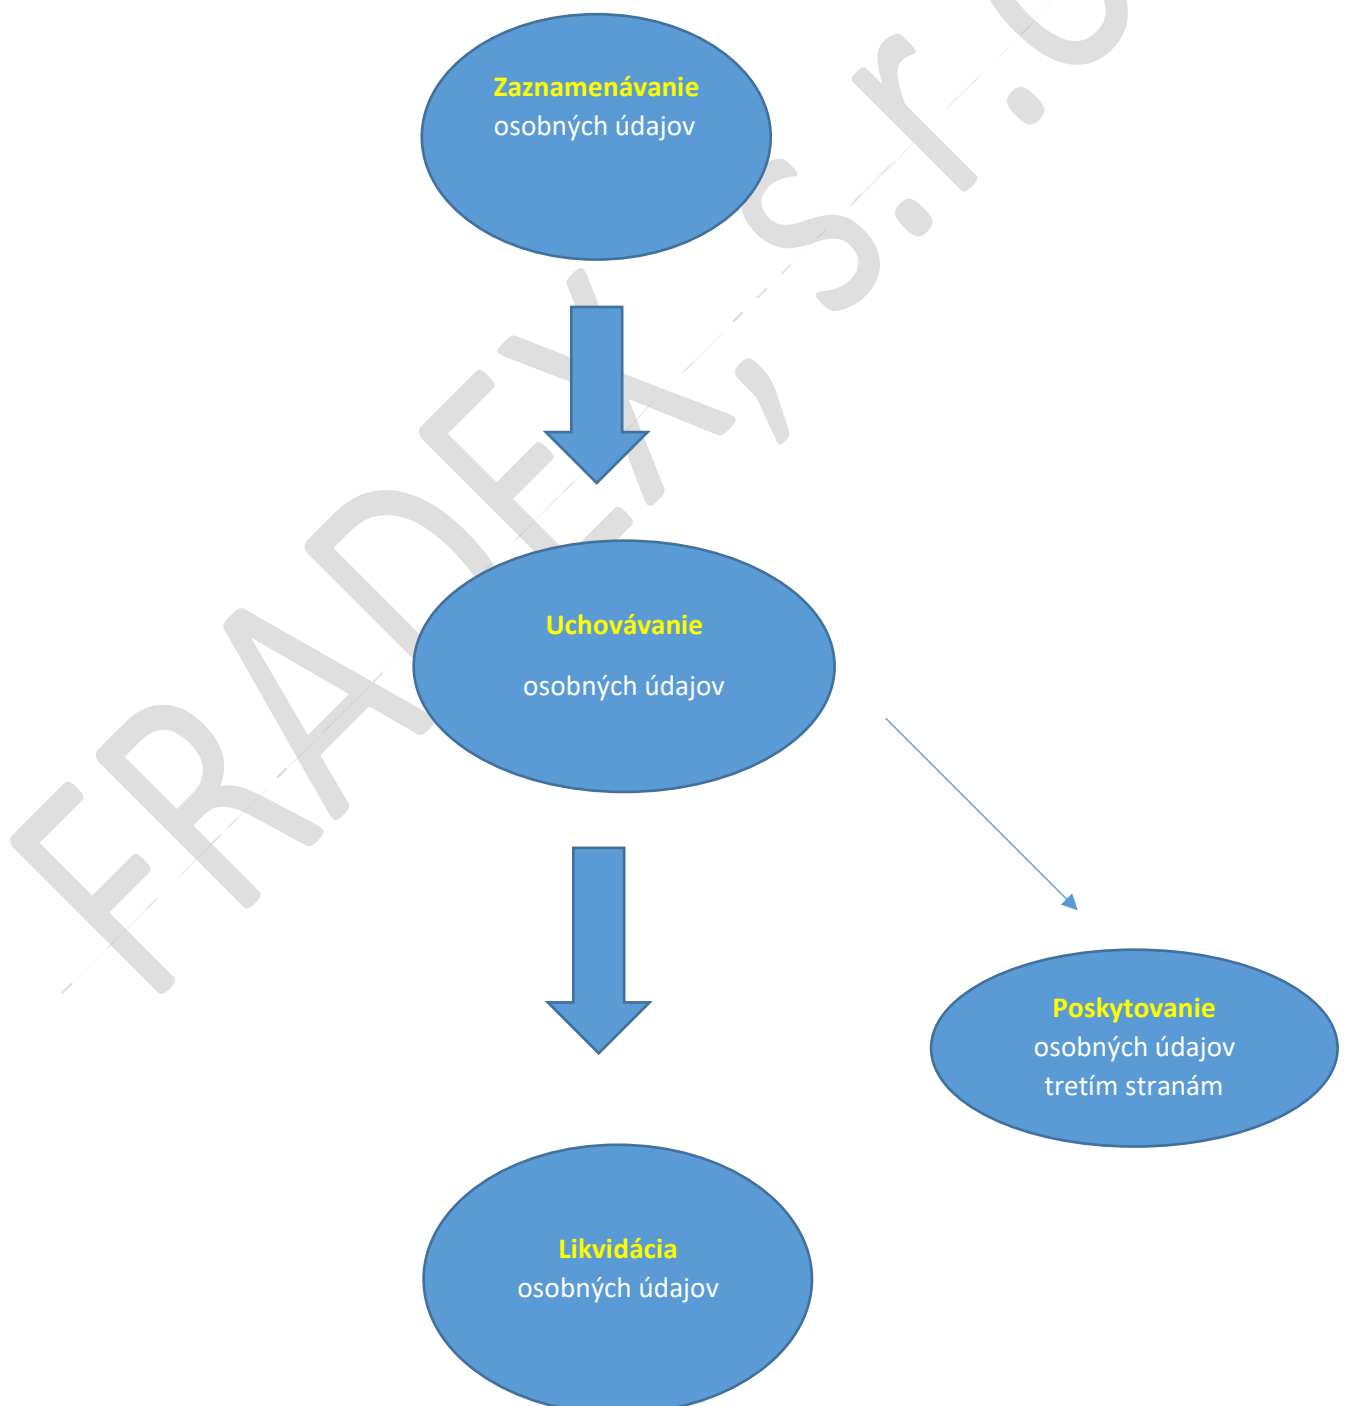 Zaznamenávanie
osobných údajov
Uchovávanie
osobných údajov
Poskytovanie
osobných údajov
tretím stranám
Likvidácia
osobných údajov
FRADEX, s.r.o